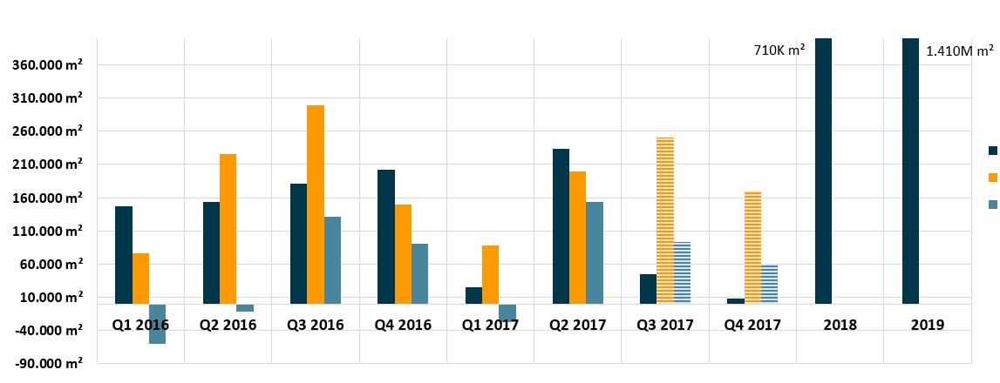 710K m²
1.410M m²
360.000 m²
310.000 m²
260.000 m²
210.000 m²
160.000 m²
110.000 m²
60.000 m²
10.000 m²
-40.000 m²
-90.000 m²
Q1 2016
Q2 2016
Q3 2016
Q4 2016
Q1 2017
Q2 2017
Q3 2017
Q4 2017
2018
2019